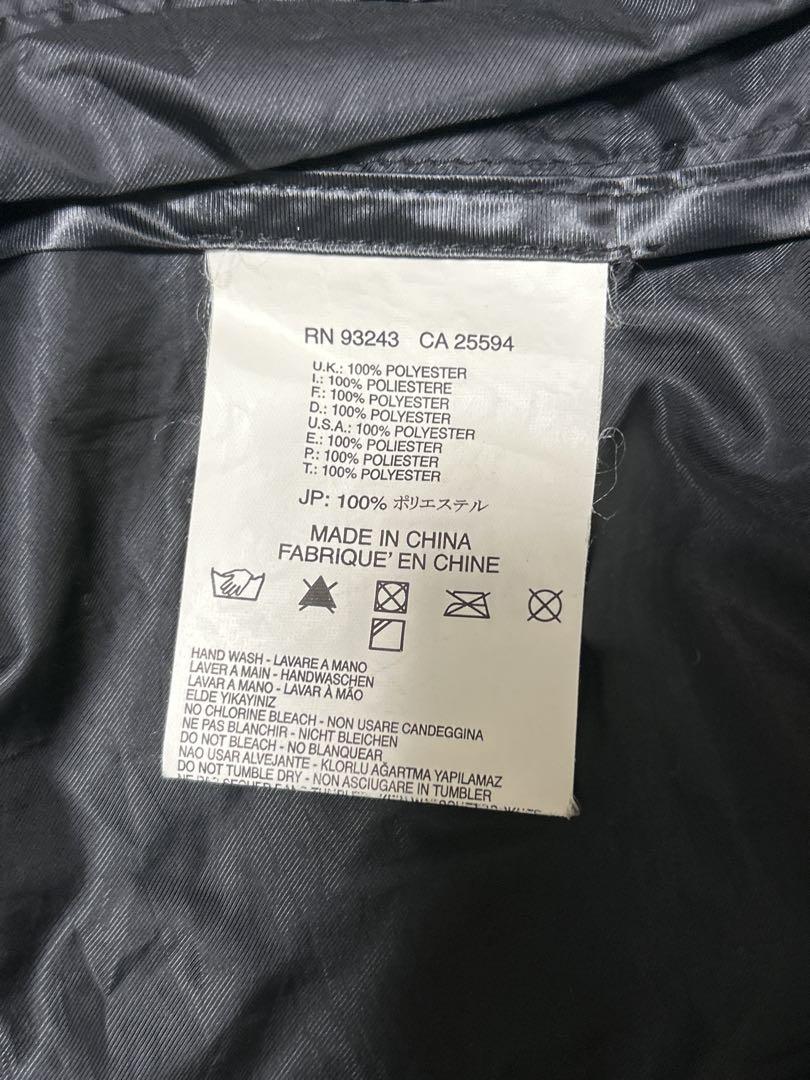 RN 93243 CA 25594
U.K.: 100% POLYESTER
I.: 100% POLIESTERE
F.: 100% POLYESTER
D.: 100% POLYESTER
U.S.A.: 100% POLYESTER
E.: 100% POLIESTER
P.: 100% POLIESTER
T.: 100% POLYESTER
JP: 100% ポリエステル
MADE IN CHINA
FABRIQUE' EN CHINE
HAND WASH - LAVARE A MANO
LAVER A MAIN - HANDWASCHEN
LAVAR A MANO - LAVAR À MÃO
ELDE YIKAYINIZ
NO CHLORINE BLEACH - NON USARE CANDEGGINA
NE PAS BLANCHIR - NICHT BLEICHEN
DO NOT BLEACH - NO BLANQUEAR
NAO USAR ALVEJANTE - KLORLU AĞARTMA YAPILAMAZ
DO NOT TUMBLE DRY - NON ASCIUGARE IN TUMBLER